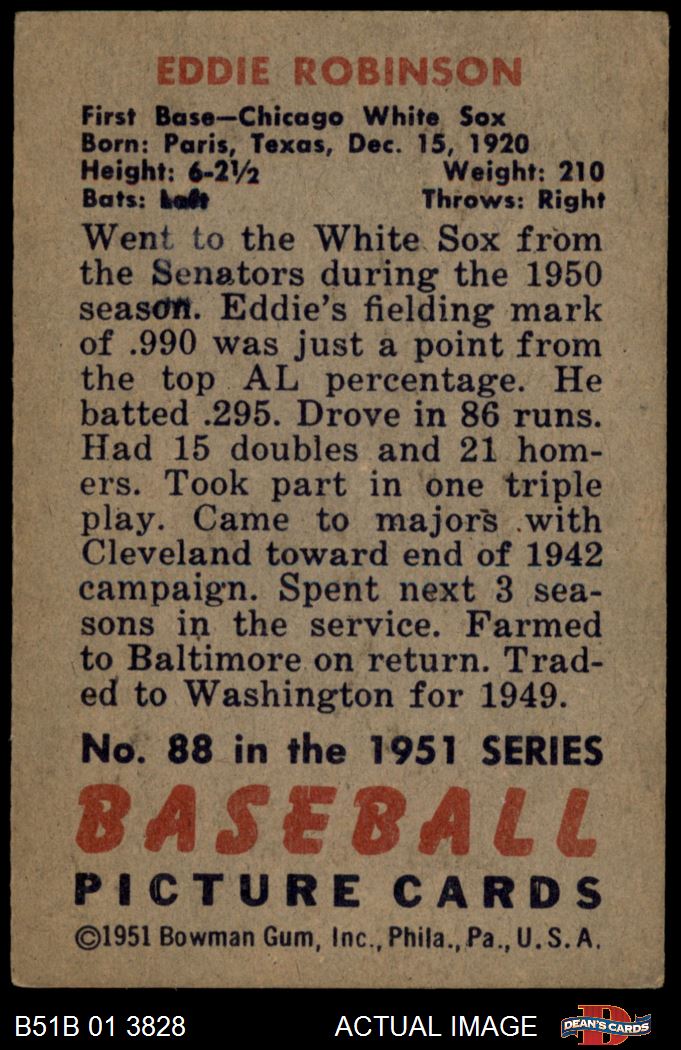 EDDIE ROBINSON
First Base—Chicago White Sox
Born: Paris, Texas, Dec. 15, 1920
Height: 6-2½ Weight: 210
Bats: Left Throws: Right
Went to the White Sox from
the Senators during the 1950
season. Eddie's fielding mark
of .990 was just a point from
the top AL percentage. He
batted .295. Drove in 86 runs.
Had 15 doubles and 21 hom-
ers. Took part in one triple
play. Came to majors with
Cleveland toward end of 1942
campaign. Spent next 3 sea-
sons in the service. Farmed
to Baltimore on return. Trad-
ed to Washington for 1949.
No. 88 in the 1951 SERIES
BASEBALL
PICTURE CARDS
©1951 Bowman Gum, Inc., Phila., Pa., U.S.A.
B51B 01 3828 ACTUAL IMAGE DEAN'S CARDS